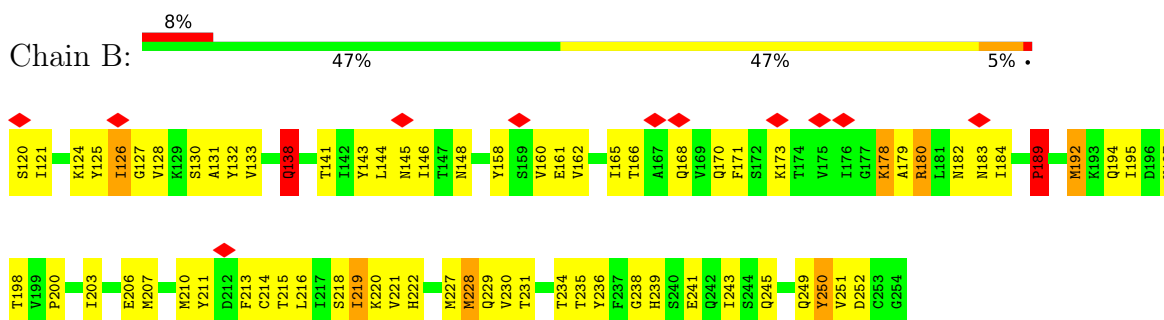 8%
Chain B:
47% 47% 5% •
S120 I121 K124 Y125 I126 G127 V128 K129 S130 A131 Y132 V133 Q138 T141 I142 Y143 L144 N145 I146 T147 N148 Y158 S159 V160 E161 V162 I165 T166 A167 Q168 V169 Q170 F171 S172 K173 T174 V175 I176 G177 K178 A179 R180 L181 N182 N183 I184 P189 M192 K193 Q194 I195 D196
T198 V199 P200 I203 E206 M207 M210 Y211 D212 F213 C214 T215 L216 I217 S218 I219 K220 V221 H222 M227 M228 Q229 V230 T231 T234 T235 Y236 F237 G238 H239 S240 E241 Q242 I243 S244 Q245 Q249 Y250 V251 D252 C253 G254